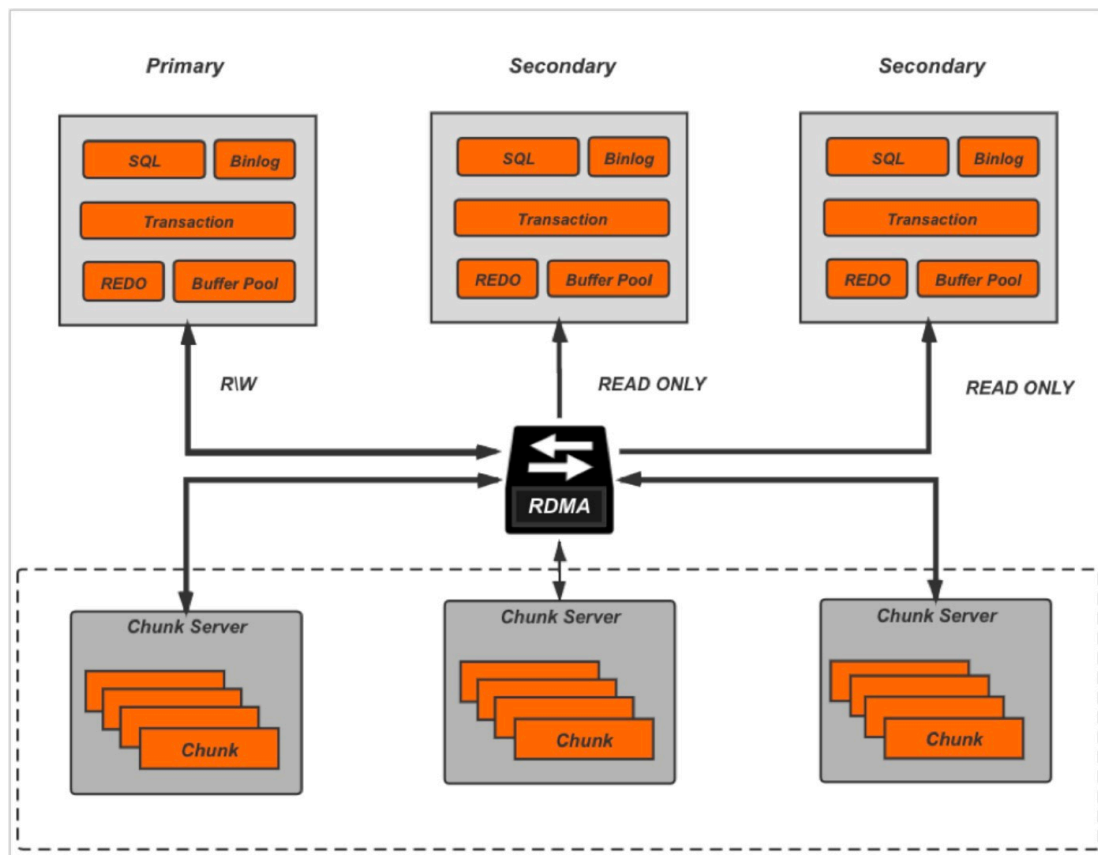 Primary
Secondary
Secondary
SQL
Binlog
Transaction
REDO
Buffer Pool
SQL
Binlog
Transaction
REDO
Buffer Pool
SQL
Binlog
Transaction
REDO
Buffer Pool
R\W
READ ONLY
READ ONLY
RDMA
Chunk Server
Chunk
Chunk Server
Chunk
Chunk Server
Chunk